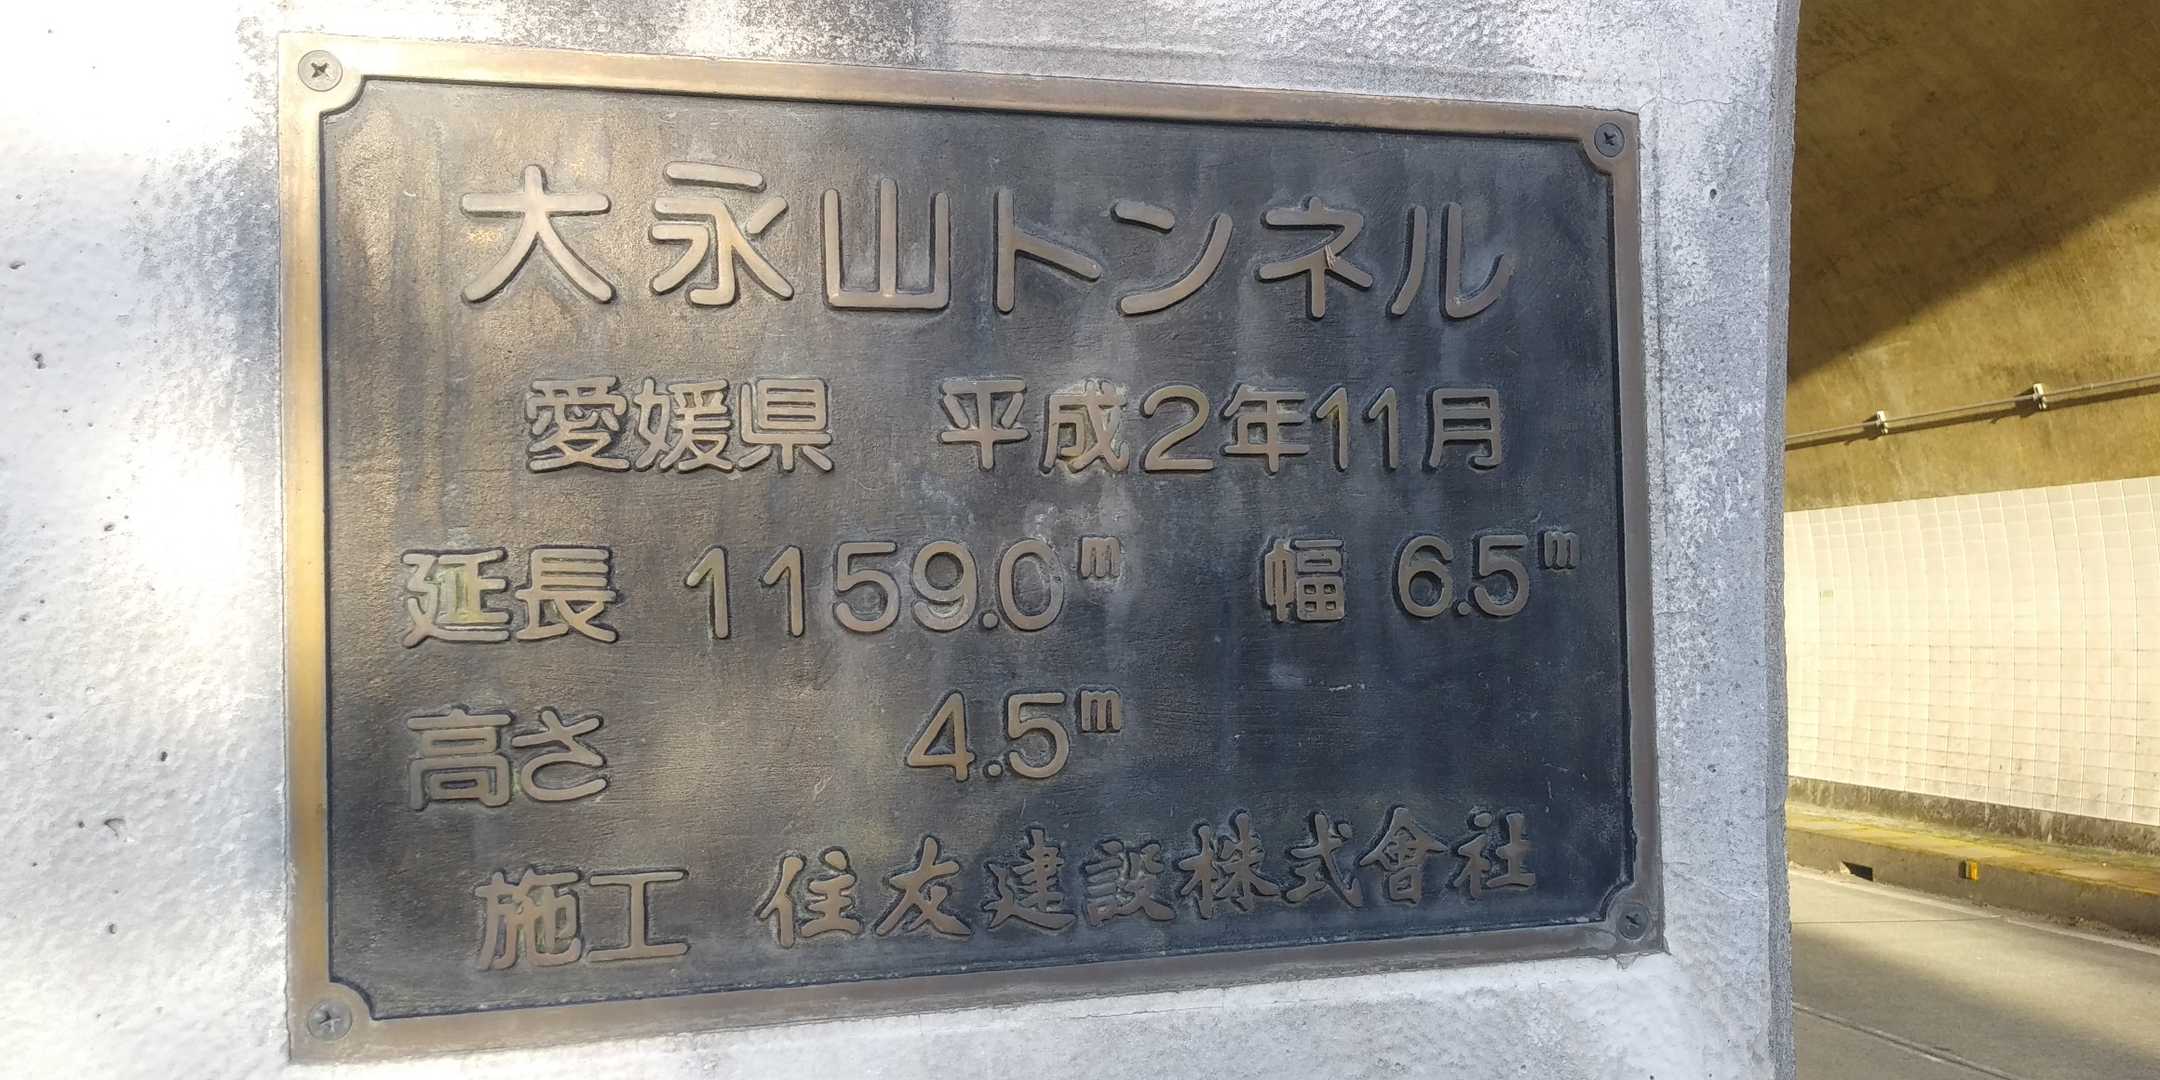 大永山トンネル
愛媛県 平成2年11月
延長 1159.0m 幅 6.5m
高さ 4.5m
施工 住友建設株式會社